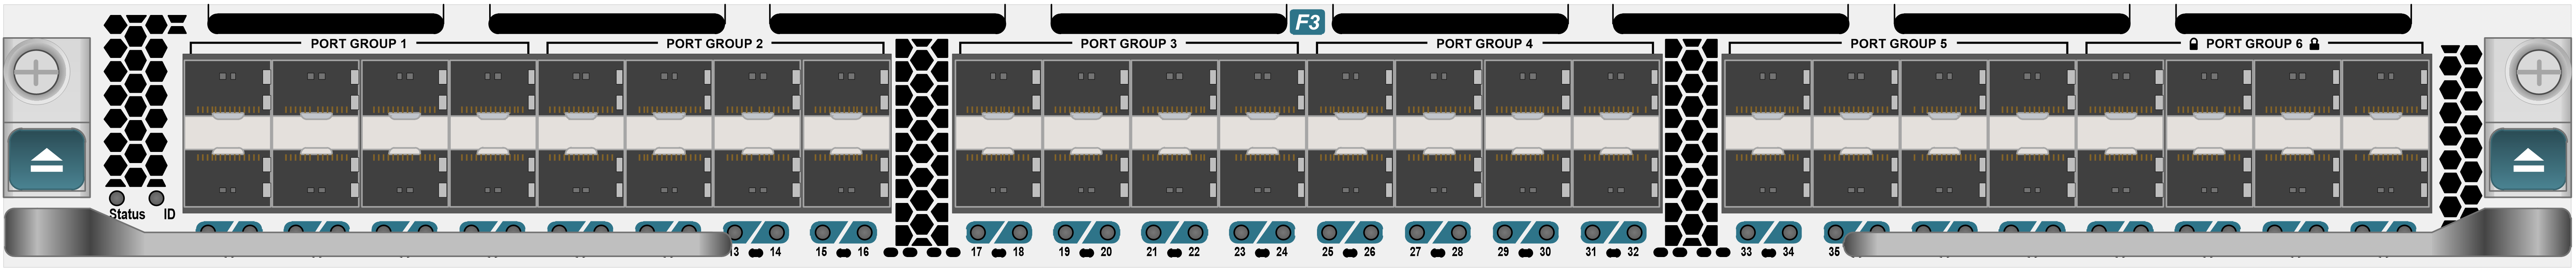 F3
PORT GROUP 1 PORT GROUP 2 PORT GROUP 3 PORT GROUP 4 PORT GROUP 5 PORT GROUP 6
Status ID
13 14 15 16 17 18 19 20 21 22 23 24 25 26 27 28 29 30 31 32 33 34 35